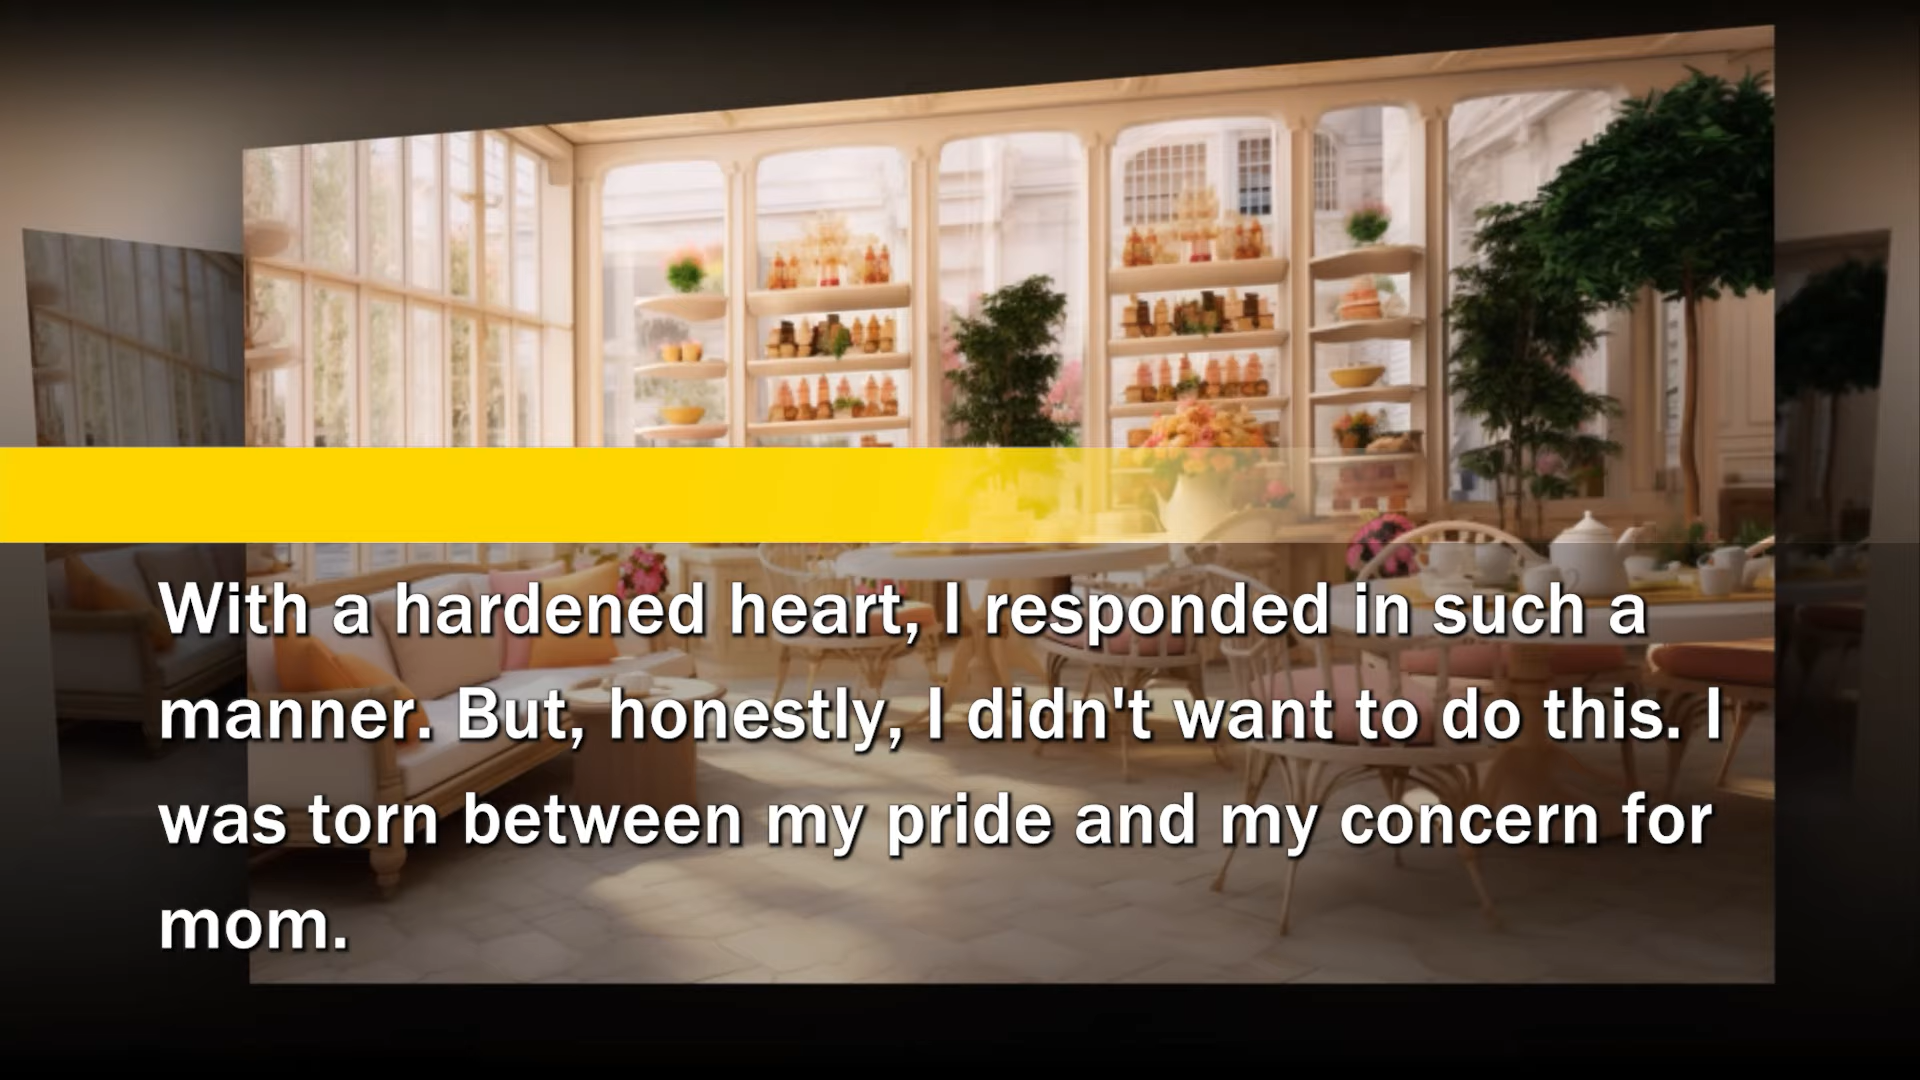 With a hardened heart, I responded in such a
manner. But, honestly, I didn't want to do this. I
was torn between my pride and my concern for
mom.